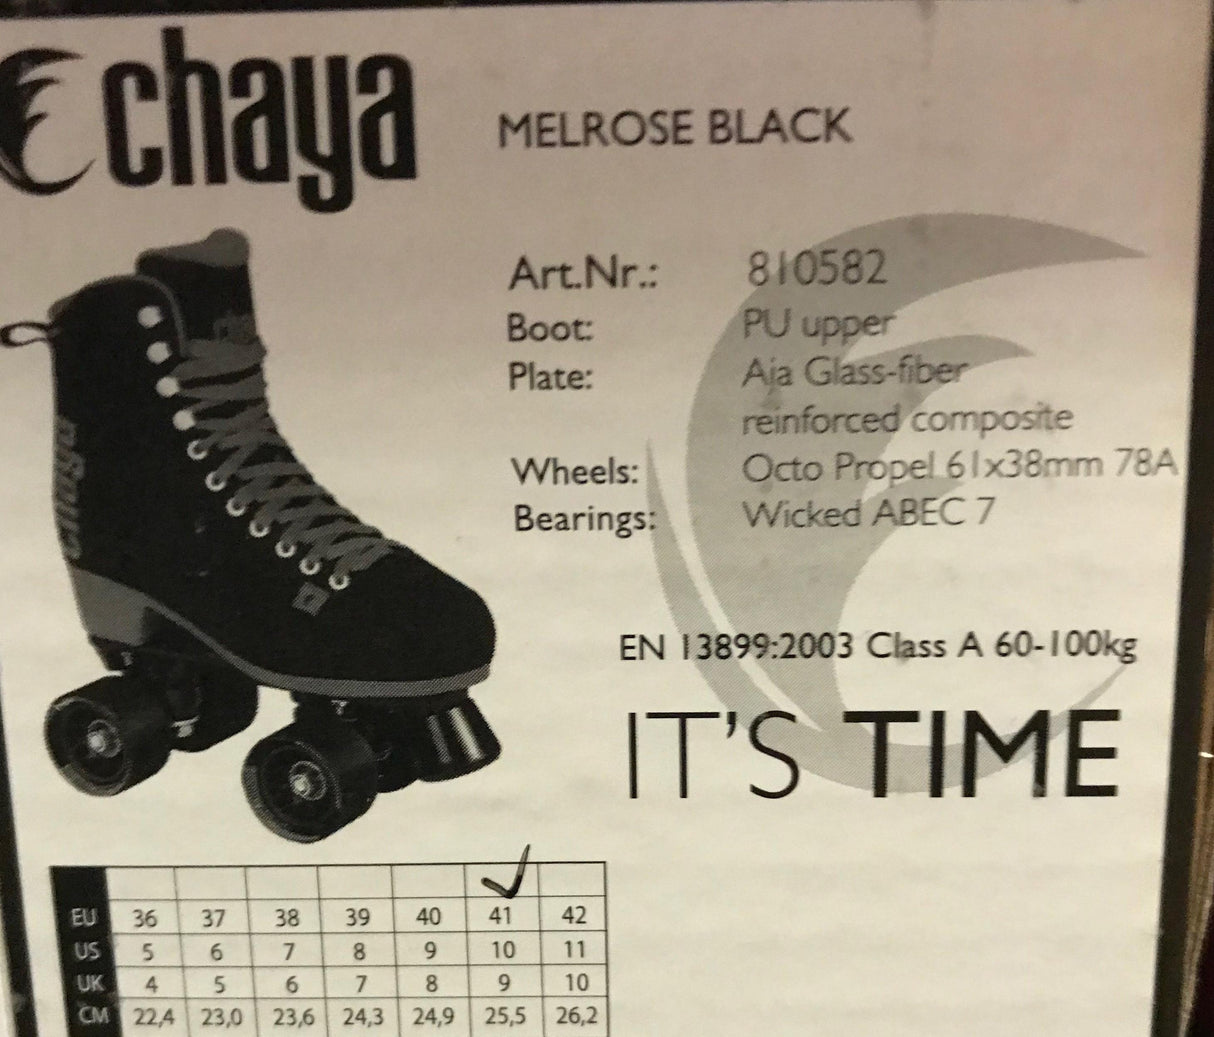 chaya
MELROSE BLACK
Art.Nr.: 810582
Boot: PU upper
Plate: Aja Glass-fiber
reinforced composite
Wheels: Octo Propel 61x38mm 78A
Bearings: Wicked ABEC 7
chaya
EN 13899:2003 Class A 60-100kg
IT'S TIME
EU 36 37 38 39 40 41 42
US 5 6 7 8 9 10 11
UK 4 5 6 7 8 9 10
CM 22,4 23,0 23,6 24,3 24,9 25,5 26,2